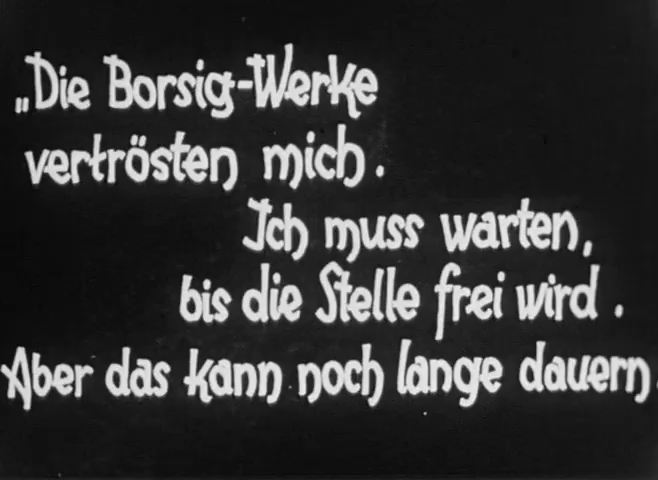 „Die Borsig-Werke
vertrösten mich.
Ich muss warten,
bis die Stelle frei wird.
Aber das kann noch lange dauern.